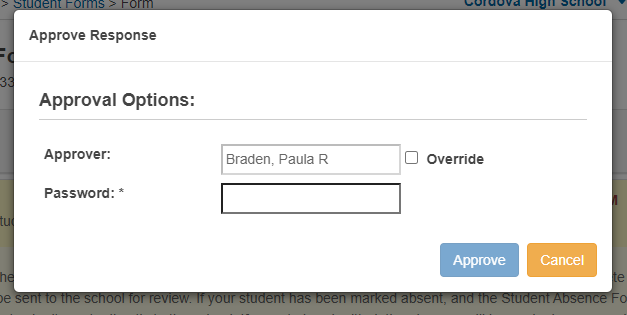 > Student Forms > Form
Cordova High School
Approve Response
33
Approval Options:
Approver:
Braden, Paula R
Override
Password: *
Approve
Cancel
be sent to the school for review. If your student has been marked absent, and the Student Absence Fo